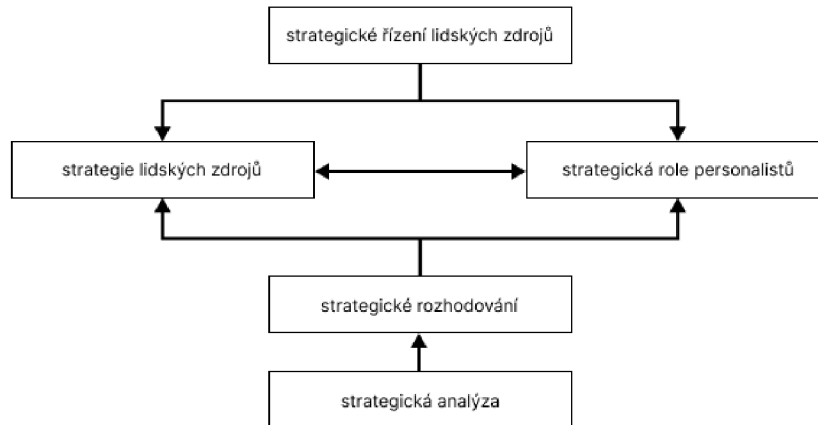 strategické řízení lidských zdrojů
strategie lidských zdrojů
strategická role personalistů
strategické rozhodování
strategická analýza